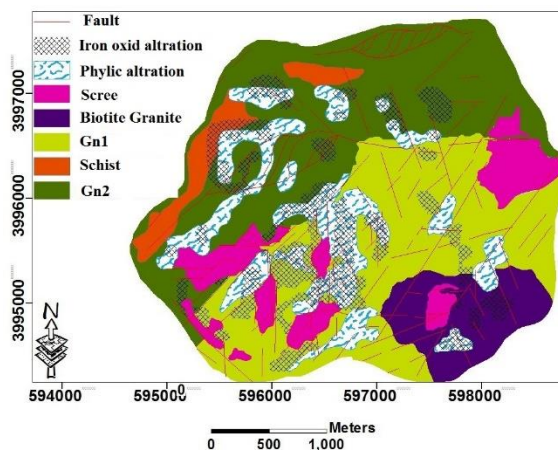 Fault
Iron oxid altration
Phylic altration
Scree
Biotite Granite
Gn1
Schist
Gn2
3997000
3996000
3995000
N
594000 595000 596000 597000 598000
Meters
0 500 1,000